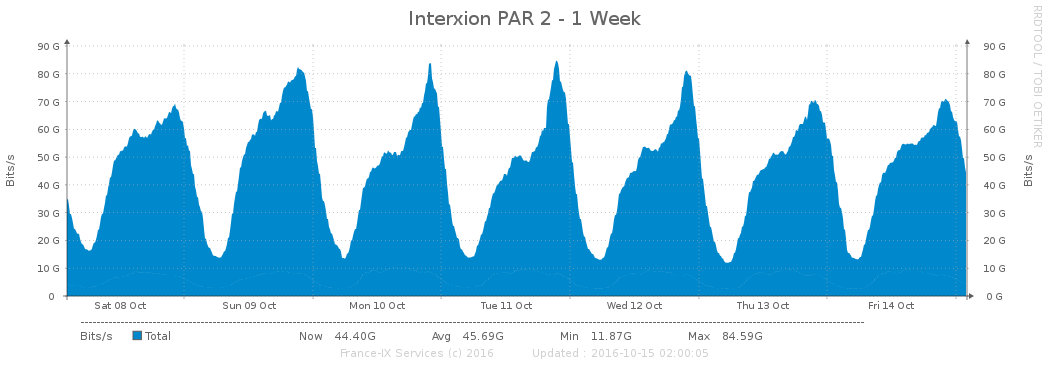 Interxion PAR 2 - 1 Week
RRDTOOL / TOBI OETIKER
90 G 90 G
80 G 80 G
70 G 70 G
60 G 60 G
50 G 50 G
40 G 40 G
30 G 30 G
20 G 20 G
10 G 10 G
0 0 G
Bits/s
Bits/s
Sat 08 Oct Sun 09 Oct Mon 10 Oct Tue 11 Oct Wed 12 Oct Thu 13 Oct Fri 14 Oct
Bits/s Total Now 44.40G Avg 45.69G Min 11.87G Max 84.59G
France-IX Services (c) 2016 Updated : 2016-10-15 02:00:05